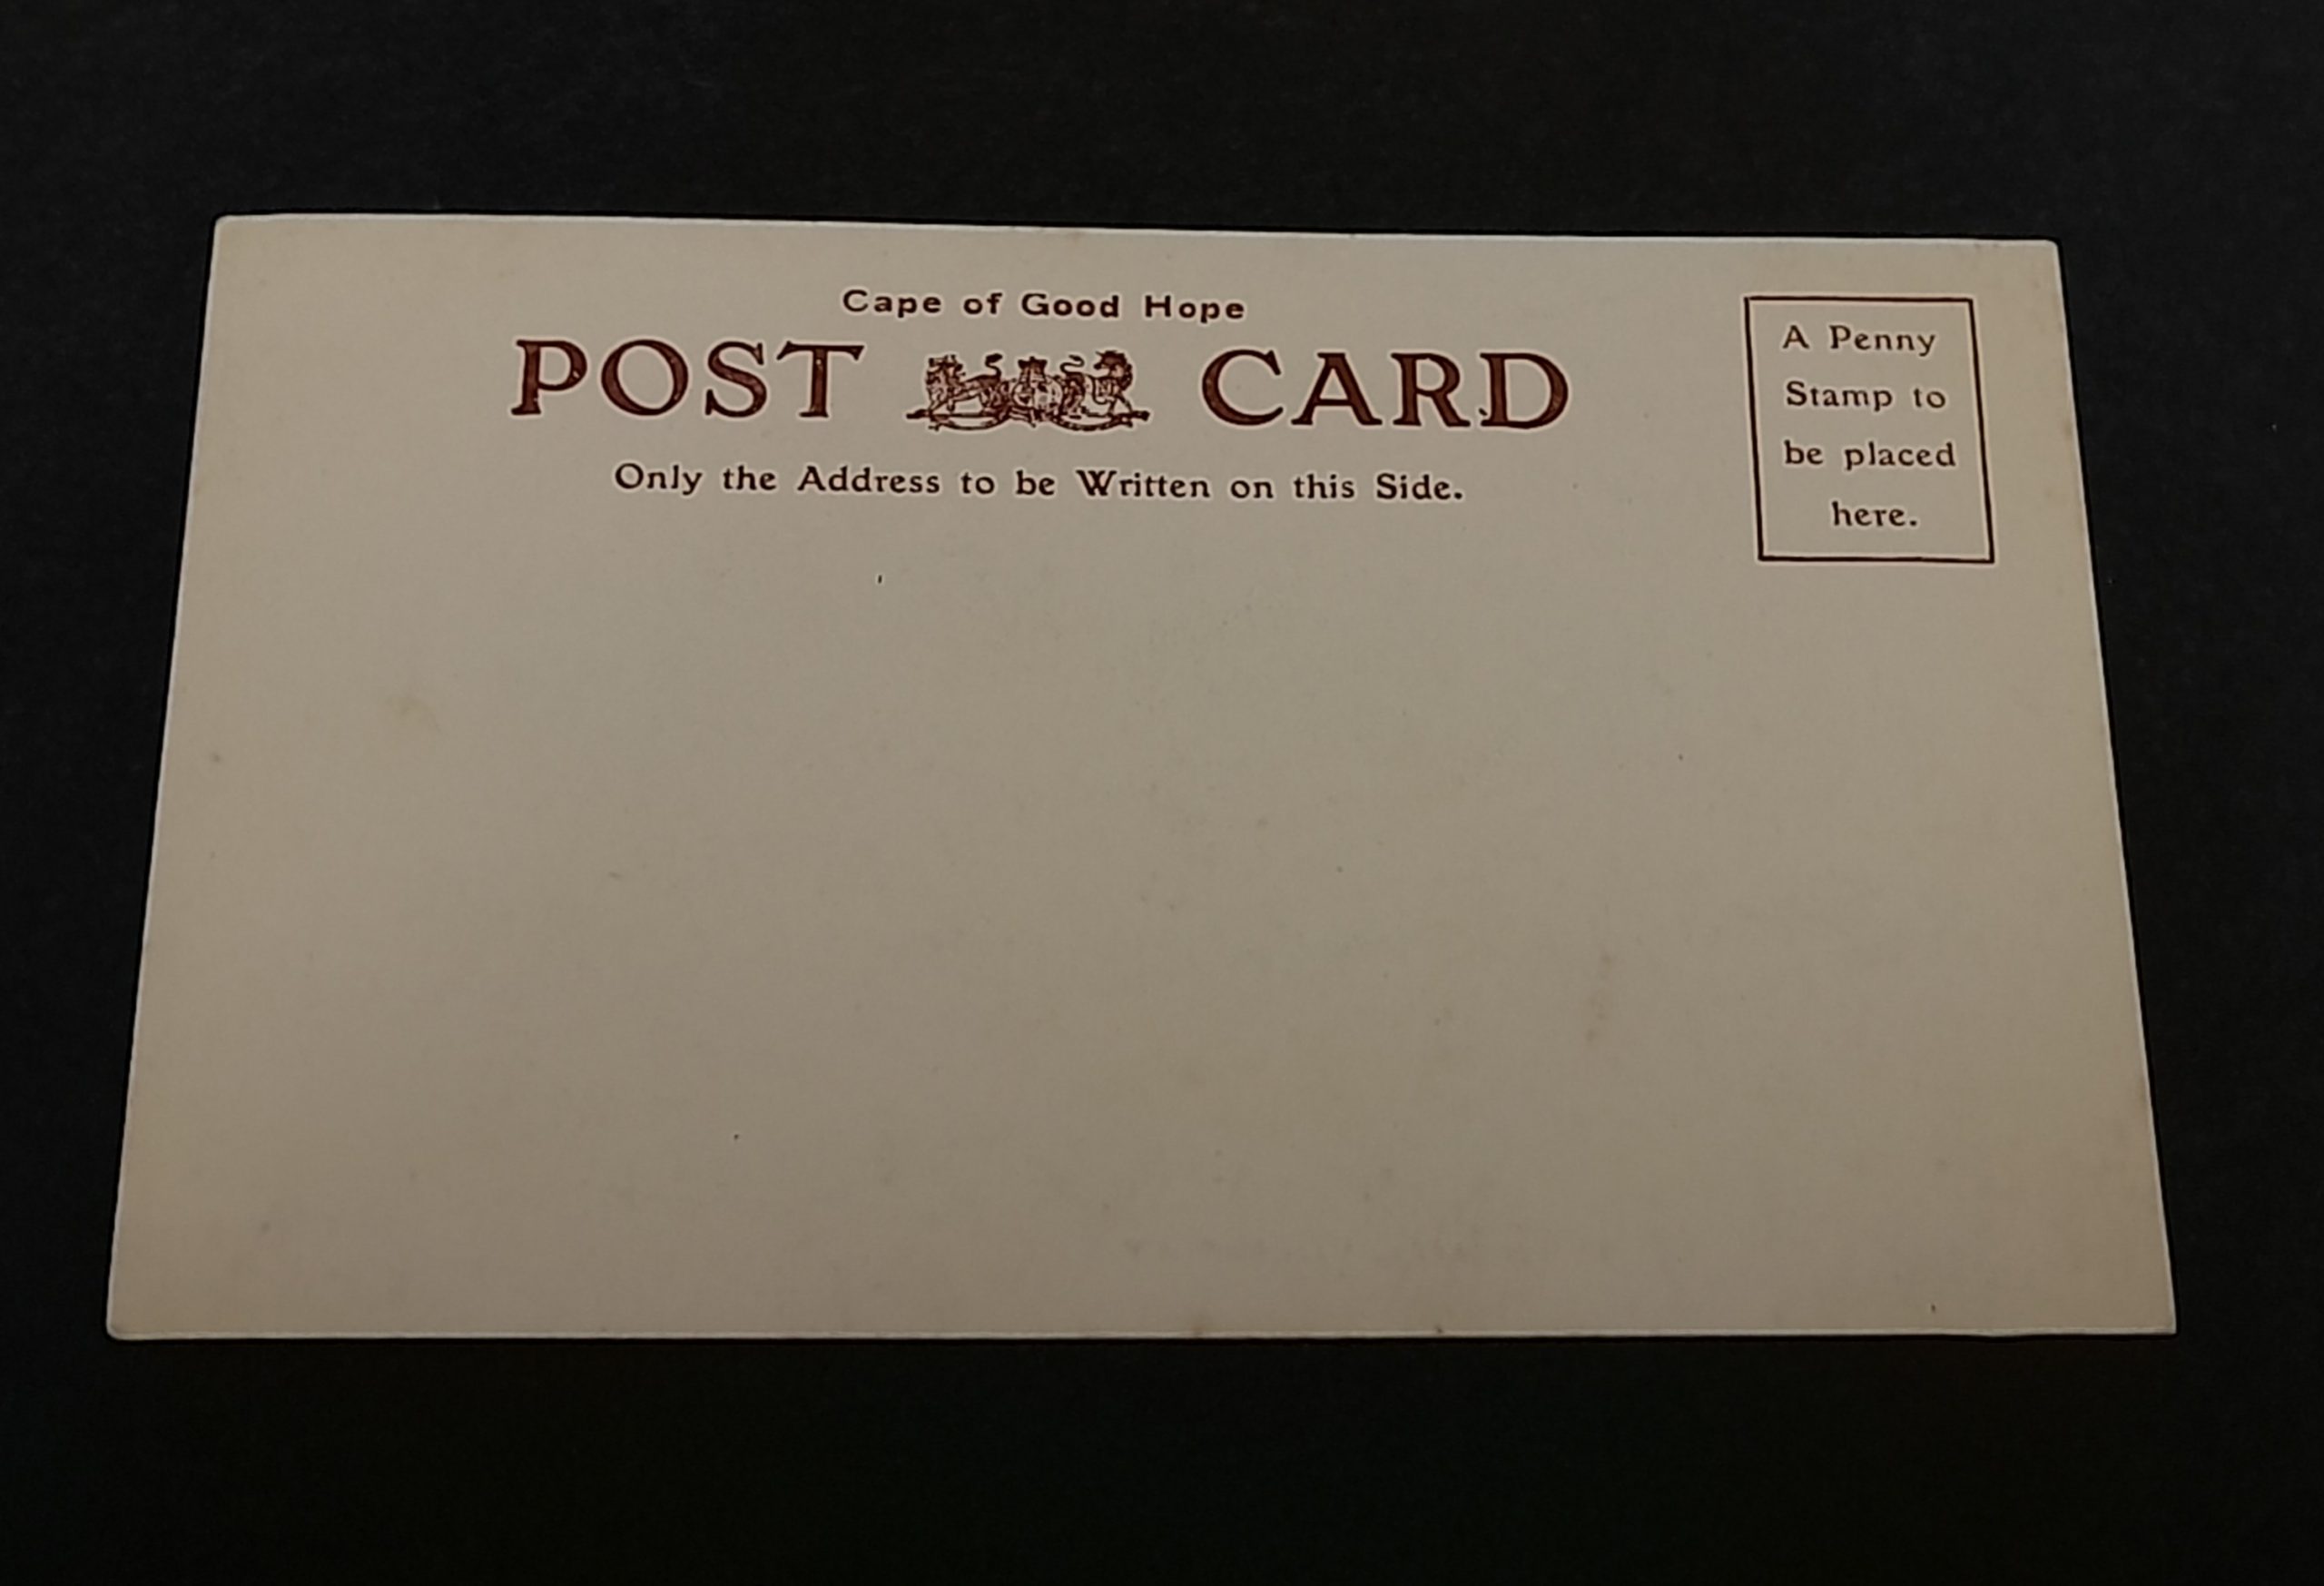 Cape of Good Hope
POST CARD
Only the Address to be Written on this Side.
A Penny
Stamp to
be placed
here.